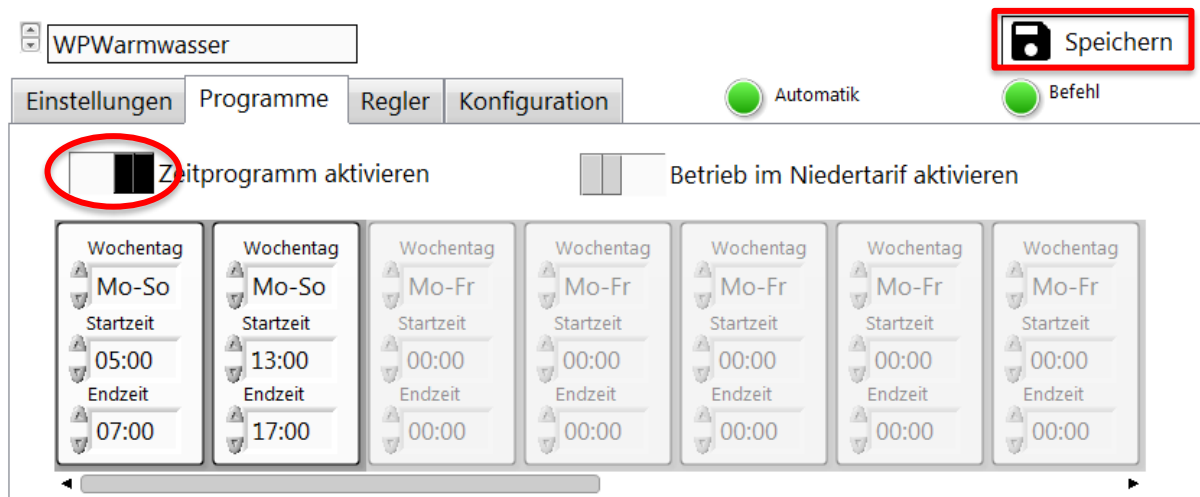 WPWarmwasser
Speichern
Einstellungen Programme Regler Konfiguration Automatik Befehl
Zeitprogramm aktivieren Betrieb im Niedertarif aktivieren
Wochentag Wochentag Wochentag Wochentag Wochentag Wochentag Wochentag
Mo-So Mo-So Mo-Fr Mo-Fr Mo-Fr Mo-Fr Mo-Fr
Startzeit Startzeit Startzeit Startzeit Startzeit Startzeit Startzeit
05:00 13:00 00:00 00:00 00:00 00:00 00:00
Endzeit Endzeit Endzeit Endzeit Endzeit Endzeit Endzeit
07:00 17:00 00:00 00:00 00:00 00:00 00:00